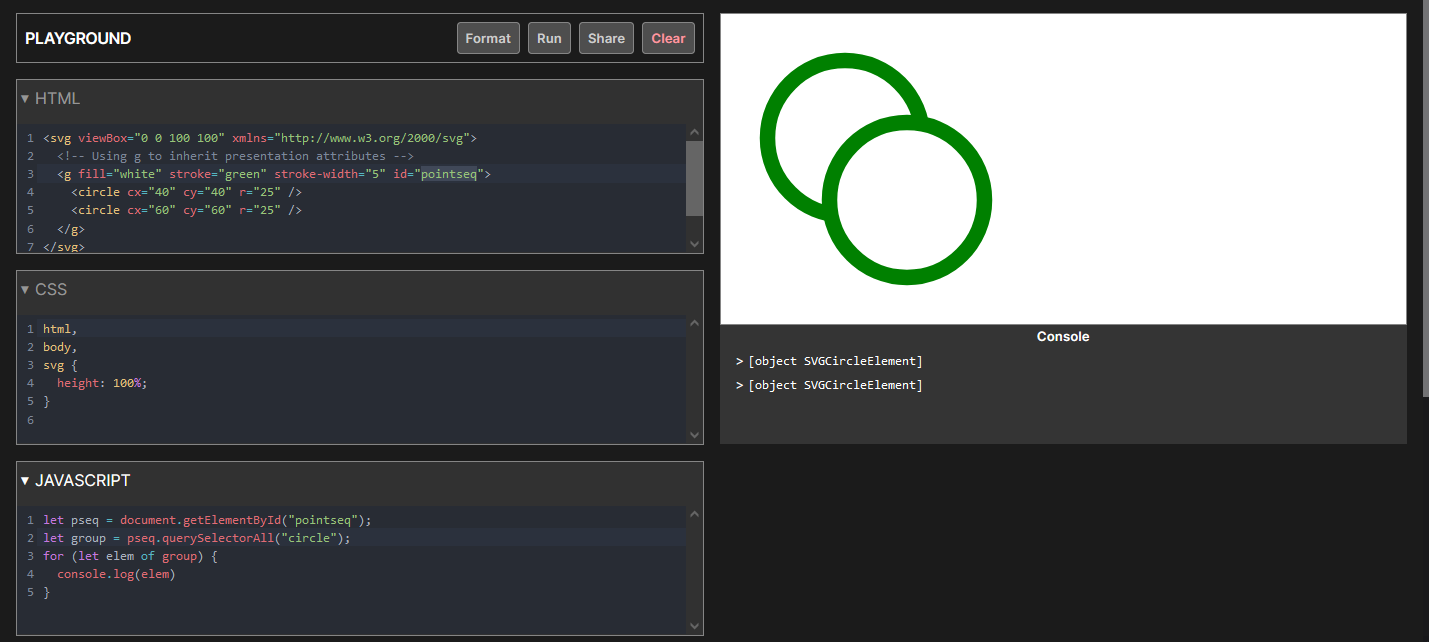 PLAYGROUND
Format Run Share Clear
▼ HTML
1 <svg viewBox="0 0 100 100" xmlns="http://www.w3.org/2000/svg">
2   <!-- Using g to inherit presentation attributes -->
3   <g fill="white" stroke="green" stroke-width="5" id="pointseq">
4     <circle cx="40" cy="40" r="25" />
5     <circle cx="60" cy="60" r="25" />
6   </g>
7 </svg>
▼ CSS
1 html,
2 body,
3 svg {
4   height: 100%;
5 }
6
▼ JAVASCRIPT
1 let pseq = document.getElementById("pointseq");
2 let group = pseq.querySelectorAll("circle");
3 for (let elem of group) {
4   console.log(elem)
5 }
Console
> [object SVGCircleElement]
> [object SVGCircleElement]